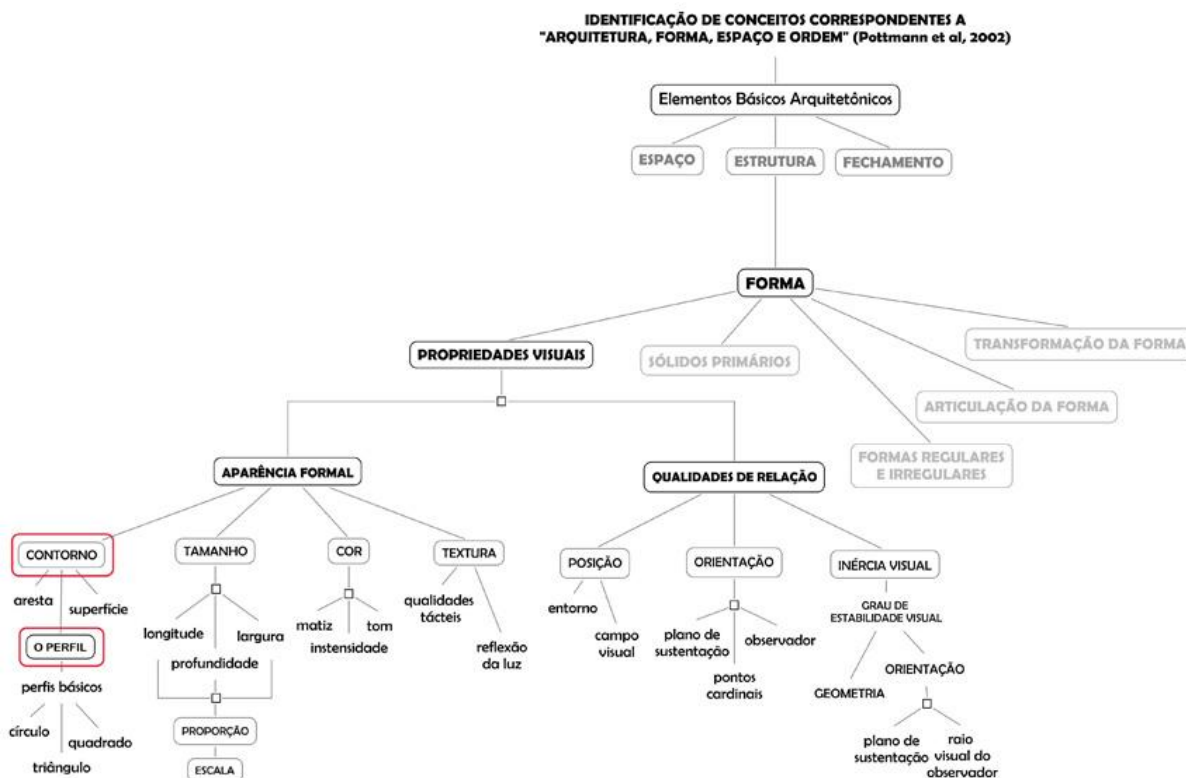 IDENTIFICAÇÃO DE CONCEITOS CORRESPONDENTES A
"ARQUITETURA, FORMA, ESPAÇO E ORDEM" (Pottmann et al, 2002)
Elementos Básicos Arquitetônicos
ESPAÇO
ESTRUTURA
FECHAMENTO
FORMA
PROPRIEDADES VISUAIS
SÓLIDOS PRIMÁRIOS
TRANSFORMAÇÃO DA FORMA
ARTICULAÇÃO DA FORMA
FORMAS REGULARES
E IRREGULARES
APARÊNCIA FORMAL
QUALIDADES DE RELAÇÃO
CONTORNO
TAMANHO
COR
TEXTURA
POSIÇÃO
ORIENTAÇÃO
INÉRCIA VISUAL
aresta
superfície
O PERFIL
perfis básicos
círculo
quadrado
triângulo
longitude
largura
profundidade
PROPORÇÃO
ESCALA
matiz
tom
instensidade
qualidades
tácteis
reflexão
da luz
entorno
campo
visual
plano de
sustentação
observador
pontos
cardinais
GRAU DE
ESTABILIDADE VISUAL
GEOMETRIA
ORIENTAÇÃO
plano de
sustentação
raio
visual do
observador